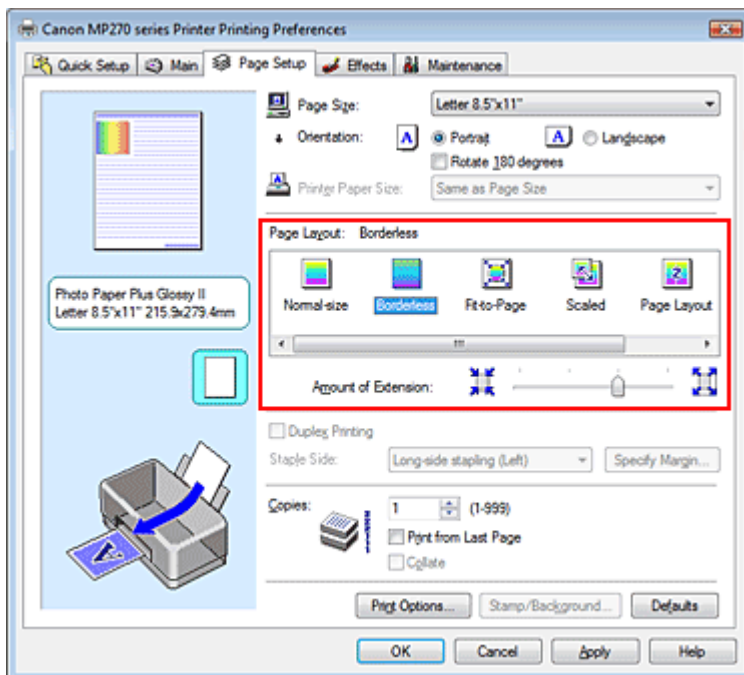 Canon MP270 series Printer Printing Preferences
Quick Setup Main Page Setup Effects Maintenance
Page Size: Letter 8.5"x11"
Orientation: A Portrait A Landscape
Rotate 180 degrees
Printer Paper Size: Same as Page Size
Page Layout: Borderless
Normal-size Borderless Fit-to-Page Scaled Page Layout
Amount of Extension:
Photo Paper Plus Glossy II
Letter 8.5"x11" 215.9x279.4mm
Duplex Printing
Staple Side: Long-side stapling (Left) Specify Margin...
Copies: 1 (1-999)
Print from Last Page
Collate
A
Print Options... Stamp/Background... Defaults
OK Cancel Apply Help